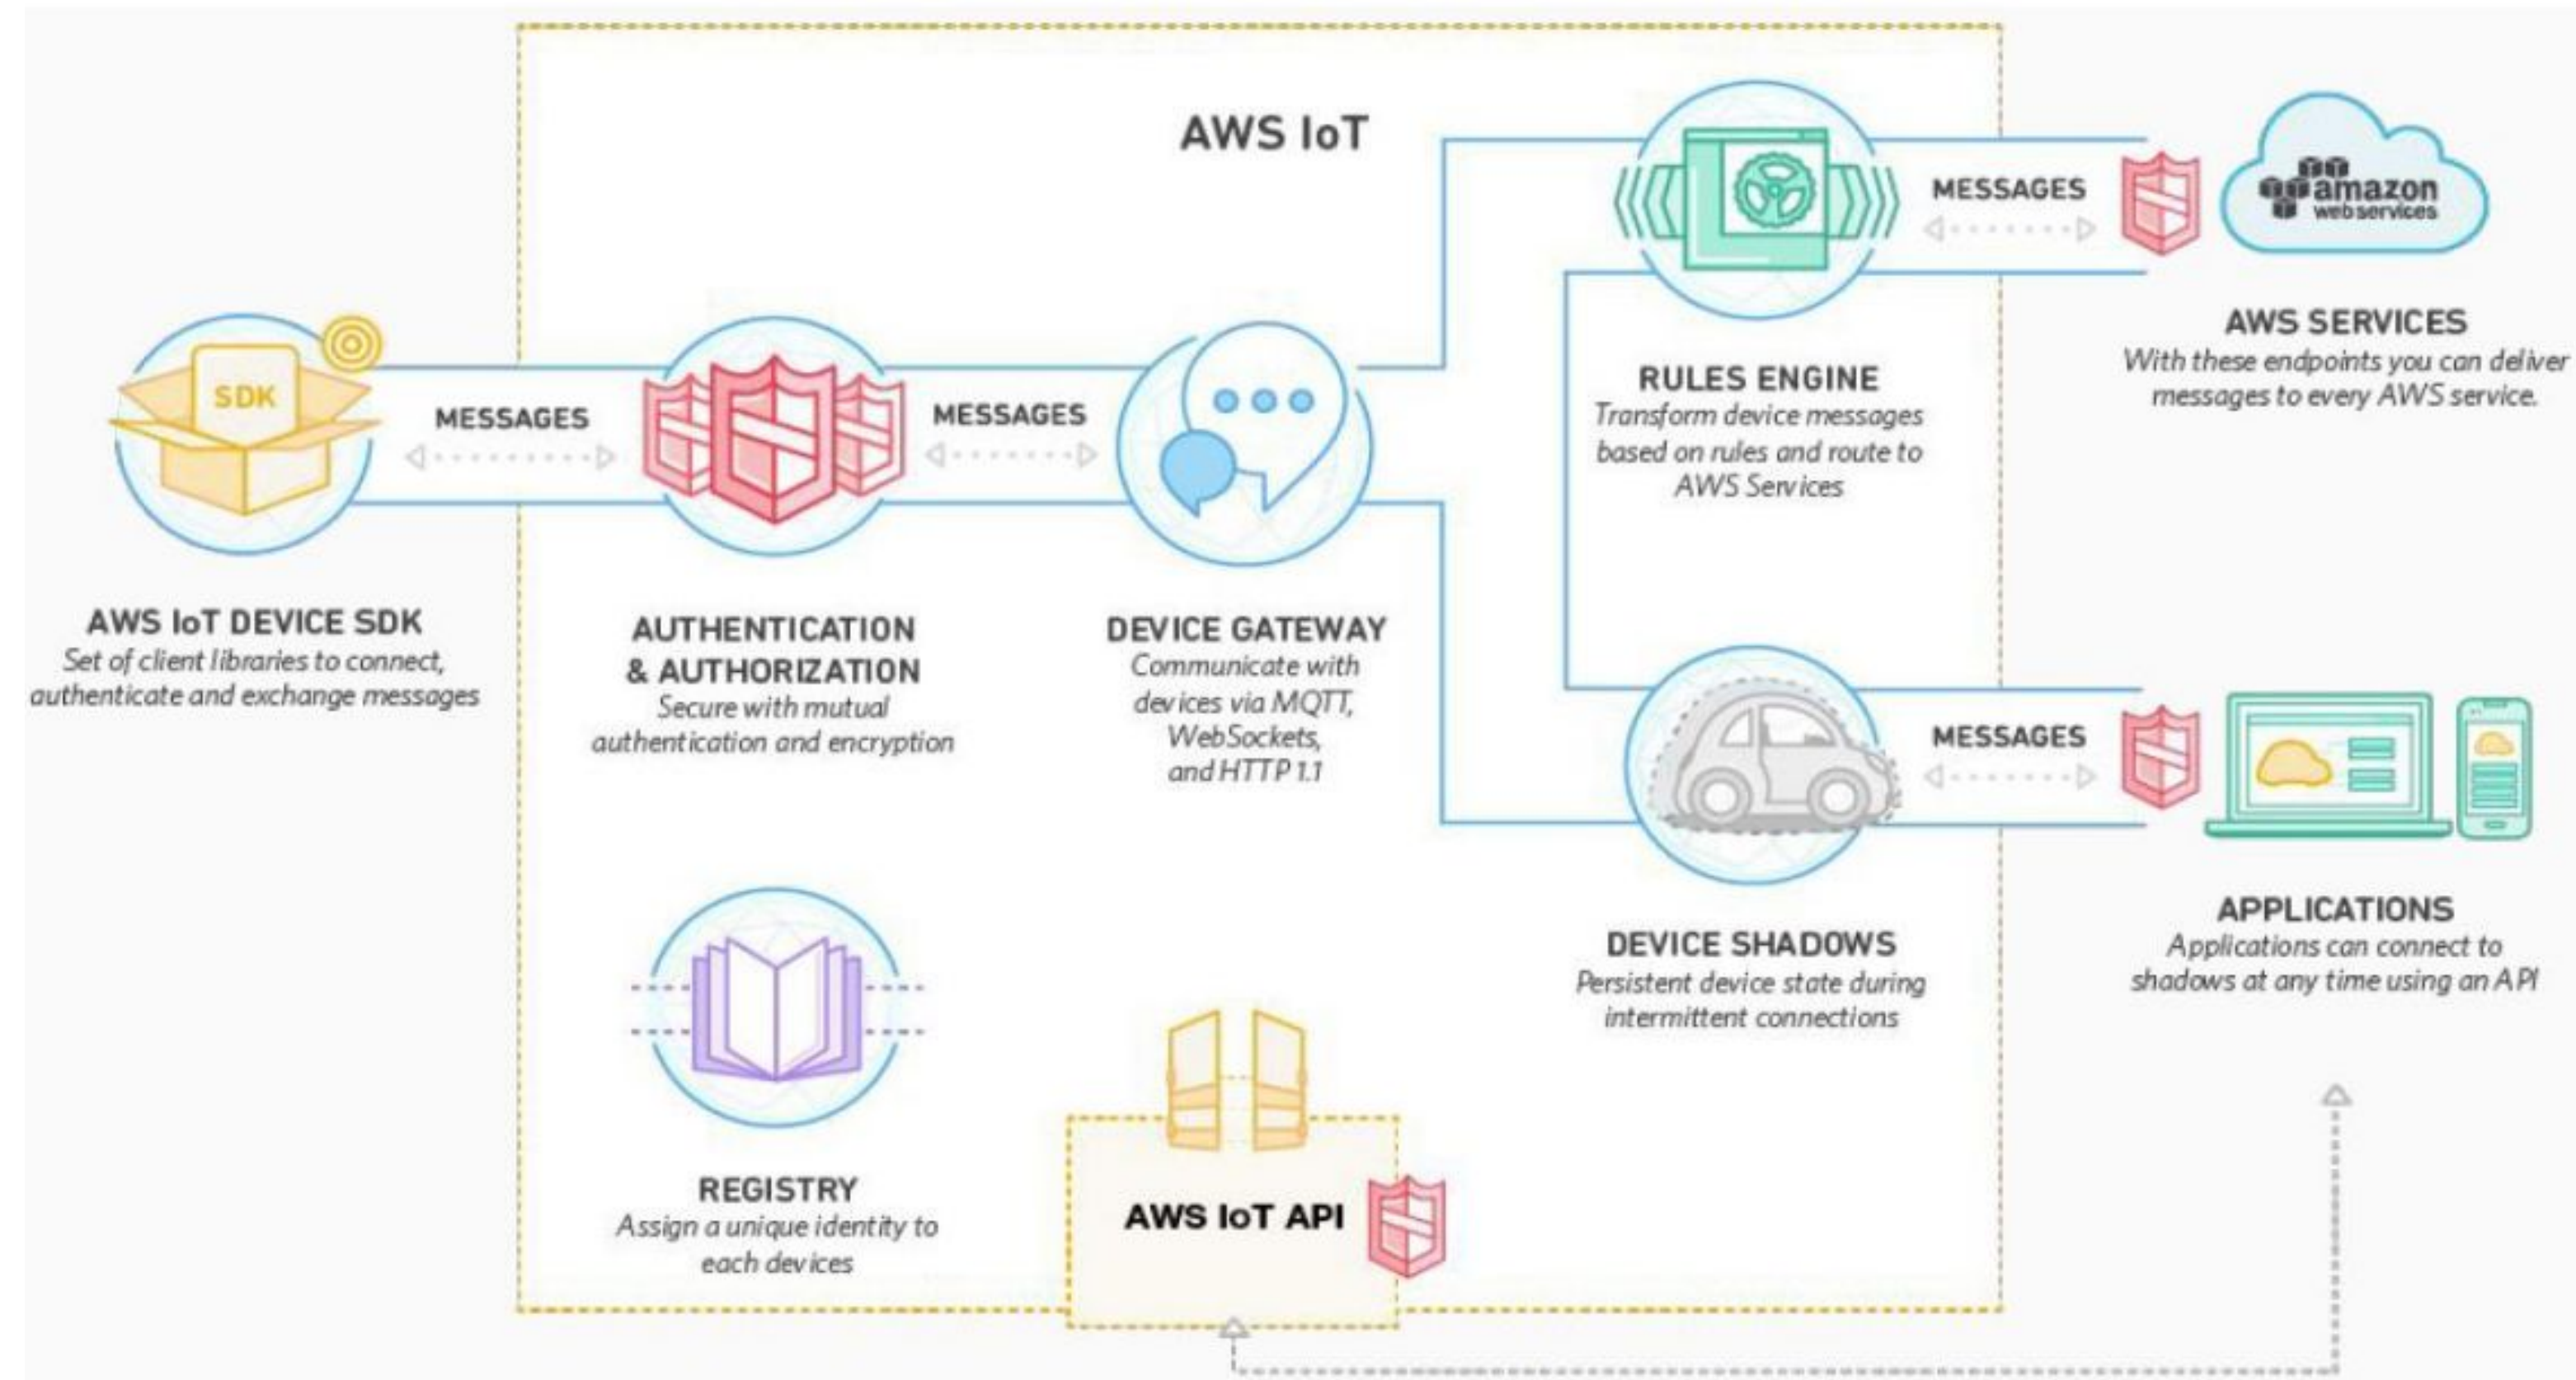 AWS IoT
SDK
MESSAGES
AWS IoT DEVICE SDK
Set of client libraries to connect,
authenticate and exchange messages
AUTHENTICATION
& AUTHORIZATION
Secure with mutual
authentication and encryption
MESSAGES
DEVICE GATEWAY
Communicate with
devices via MQTT,
WebSockets,
and HTTP 1.1
RULES ENGINE
Transform device messages
based on rules and route to
AWS Services
MESSAGES
amazon
webservices
AWS SERVICES
With these endpoints you can deliver
messages to every AWS service.
DEVICE SHADOWS
Persistent device state during
intermittent connections
MESSAGES
APPLICATIONS
Applications can connect to
shadows at any time using an API
REGISTRY
Assign a unique identity to
each devices
AWS IoT API